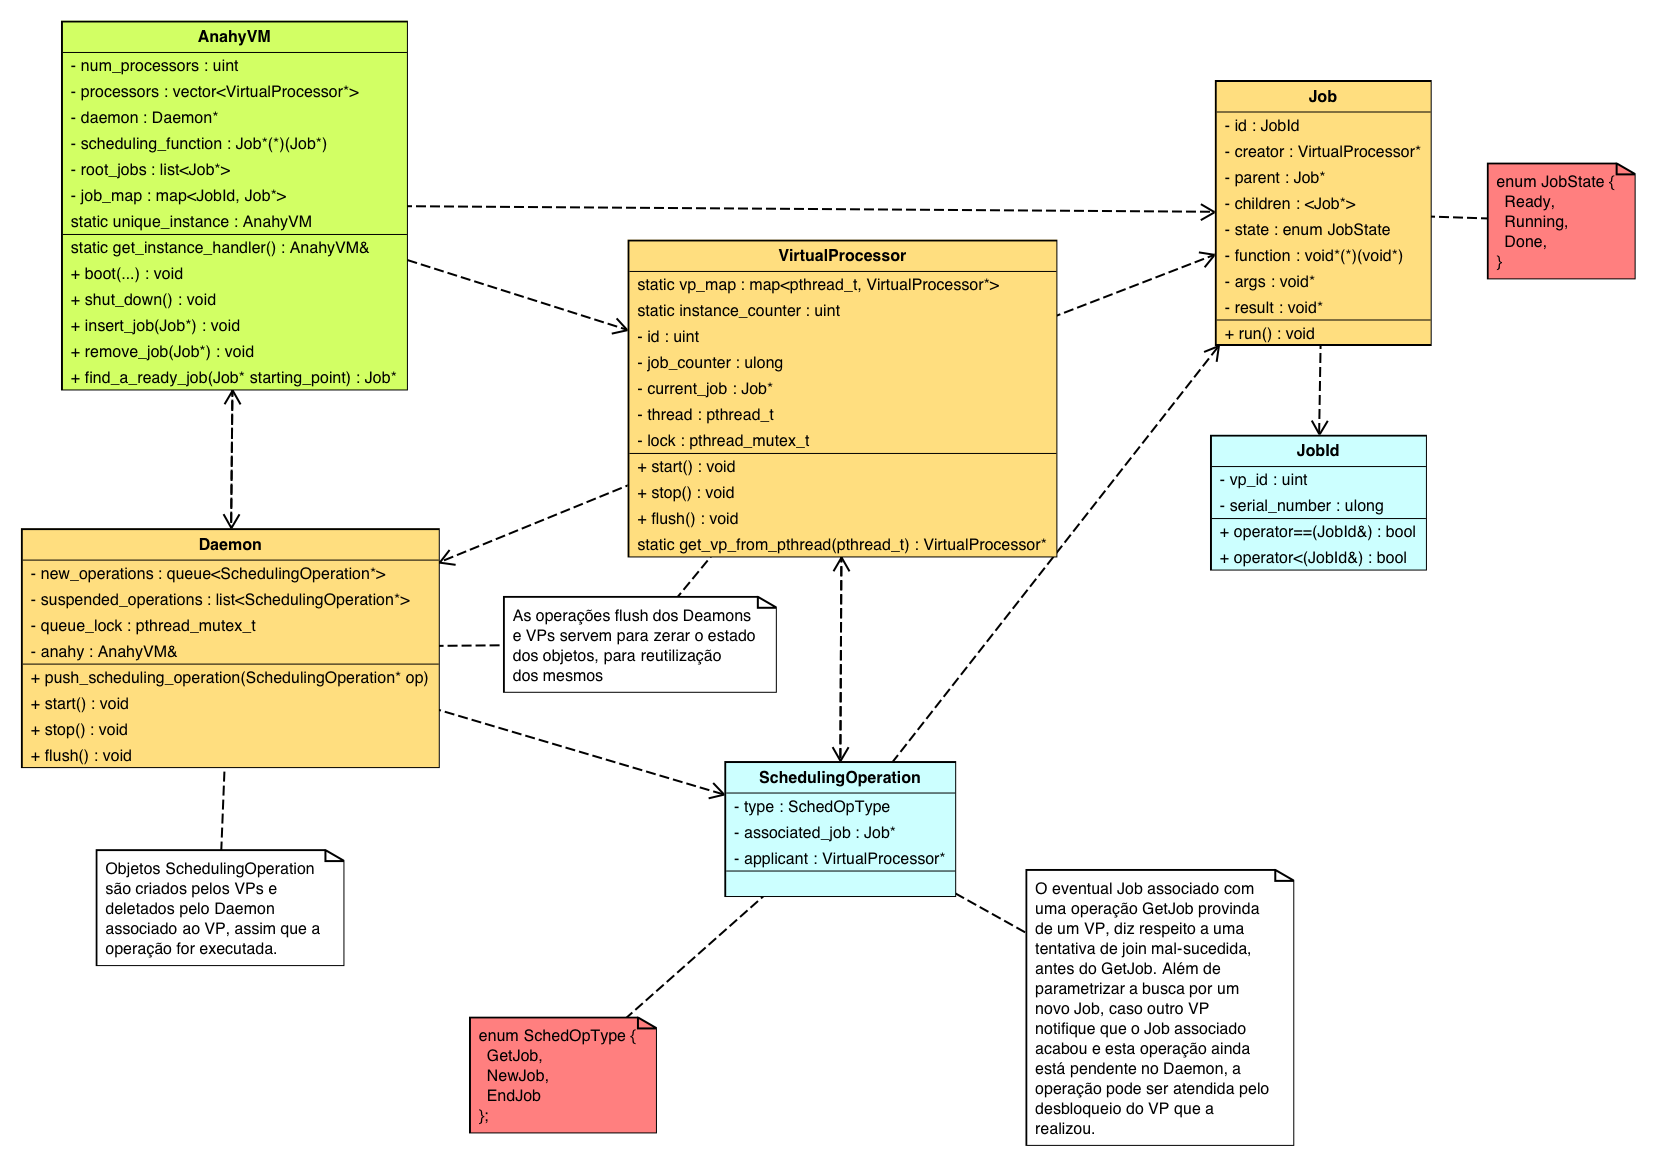 AnahyVM
- num_processors : uint
- processors : vector<VirtualProcessor*>
- daemon : Daemon*
- scheduling_function : Job*(*)(Job*)
- root_jobs : list<Job*>
- job_map : map<JobId, Job*>
static unique_instance : AnahyVM
static get_instance_handler() : AnahyVM&
+ boot(...) : void
+ shut_down() : void
+ insert_job(Job*) : void
+ remove_job(Job*) : void
+ find_a_ready_job(Job* starting_point) : Job*
Job
- id : JobId
- creator : VirtualProcessor*
- parent : Job*
- children : <Job*>
- state : enum JobState
- function : void*(*)(void*)
- args : void*
- result : void*
+ run() : void
enum JobState {
Ready,
Running,
Done,
}
VirtualProcessor
static vp_map : map<pthread_t, VirtualProcessor*>
static instance_counter : uint
- id : uint
- job_counter : ulong
- current_job : Job*
- thread : pthread_t
- lock : pthread_mutex_t
+ start() : void
+ stop() : void
+ flush() : void
static get_vp_from_pthread(pthread_t) : VirtualProcessor*
JobId
- vp_id : uint
- serial_number : ulong
+ operator==(JobId&) : bool
+ operator<(JobId&) : bool
Daemon
- new_operations : queue<SchedulingOperation*>
- suspended_operations : list<SchedulingOperation*>
- queue_lock : pthread_mutex_t
- anahy : AnahyVM&
+ push_scheduling_operation(SchedulingOperation* op)
+ start() : void
+ stop() : void
+ flush() : void
As operações flush dos Deamons
e VPs servem para zerar o estado
dos objetos, para reutilização
dos mesmos
SchedulingOperation
- type : SchedOpType
- associated_job : Job*
- applicant : VirtualProcessor*
Objetos SchedulingOperation
são criados pelos VPs e
deletados pelo Daemon
associado ao VP, assim que a
operação for executada.
O eventual Job associado com
uma operação GetJob provinda
de um VP, diz respeito a uma
tentativa de join mal-sucedida,
antes do GetJob. Além de
parametrizar a busca por um
novo Job, caso outro VP
notifique que o Job associado
acabou e esta operação ainda
está pendente no Daemon, a
operação pode ser atendida pelo
desbloqueio do VP que a
realizou.
enum SchedOpType {
GetJob,
NewJob,
EndJob
};